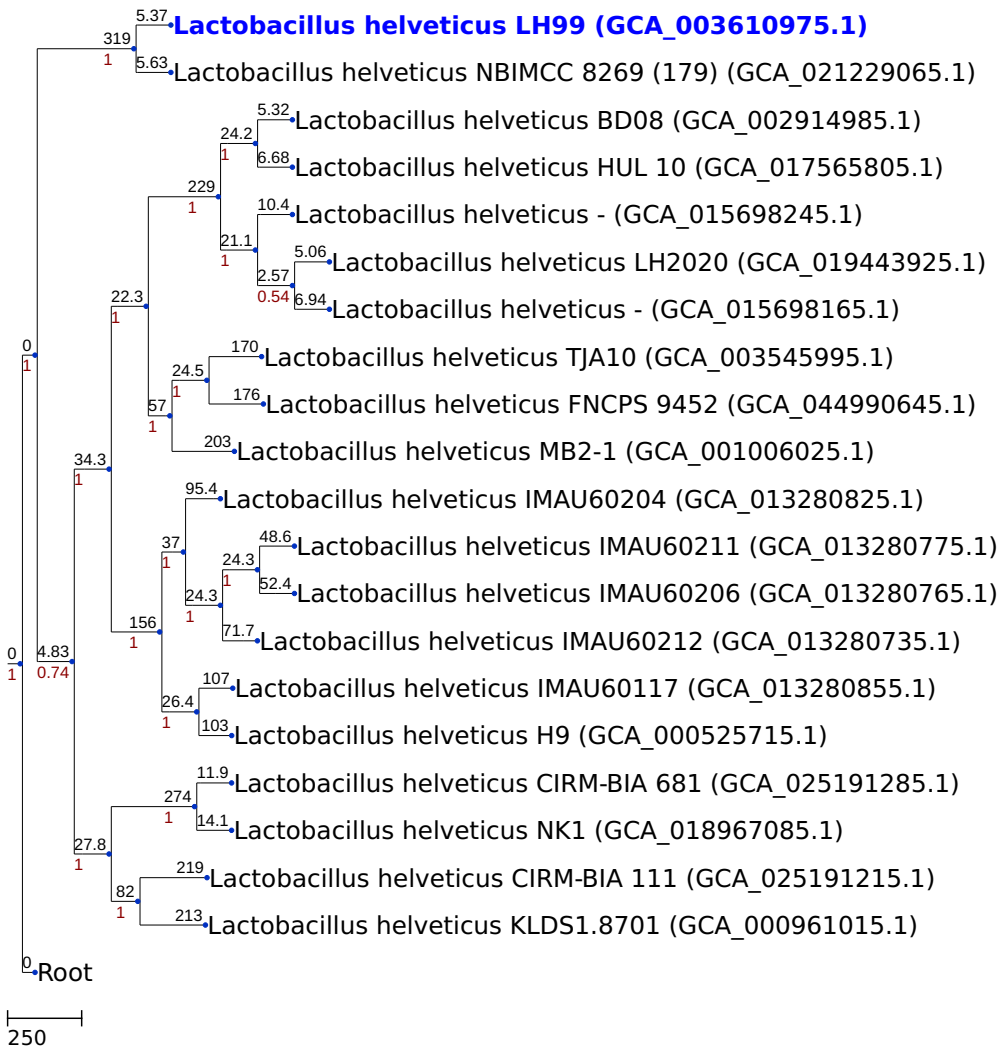 5.37
Lactobacillus helveticus LH99 (GCA_003610975.1)
319
1
5.63
Lactobacillus helveticus NBIMCC 8269 (179) (GCA_021229065.1)
5.32
Lactobacillus helveticus BD08 (GCA_002914985.1)
24.2
1
6.68
Lactobacillus helveticus HUL 10 (GCA_017565805.1)
229
1
10.4
Lactobacillus helveticus - (GCA_015698245.1)
21.1
1
5.06
Lactobacillus helveticus LH2020 (GCA_019443925.1)
2.57
0.54
6.94
Lactobacillus helveticus - (GCA_015698165.1)
22.3
1
170
Lactobacillus helveticus TJA10 (GCA_003545995.1)
0
1
24.5
1
176
Lactobacillus helveticus FNCPS 9452 (GCA_044990645.1)
57
1
203
Lactobacillus helveticus MB2-1 (GCA_001006025.1)
34.3
1
95.4
Lactobacillus helveticus IMAU60204 (GCA_013280825.1)
37
1
48.6
Lactobacillus helveticus IMAU60211 (GCA_013280775.1)
24.3
1
52.4
Lactobacillus helveticus IMAU60206 (GCA_013280765.1)
24.3
1
156
1
71.7
Lactobacillus helveticus IMAU60212 (GCA_013280735.1)
0
1
4.83
0.74
107
Lactobacillus helveticus IMAU60117 (GCA_013280855.1)
26.4
1
103
Lactobacillus helveticus H9 (GCA_000525715.1)
11.9
Lactobacillus helveticus CIRM-BIA 681 (GCA_025191285.1)
274
1
14.1
Lactobacillus helveticus NK1 (GCA_018967085.1)
27.8
1
219
Lactobacillus helveticus CIRM-BIA 111 (GCA_025191215.1)
82
1
213
Lactobacillus helveticus KLDS1.8701 (GCA_000961015.1)
0
Root
250